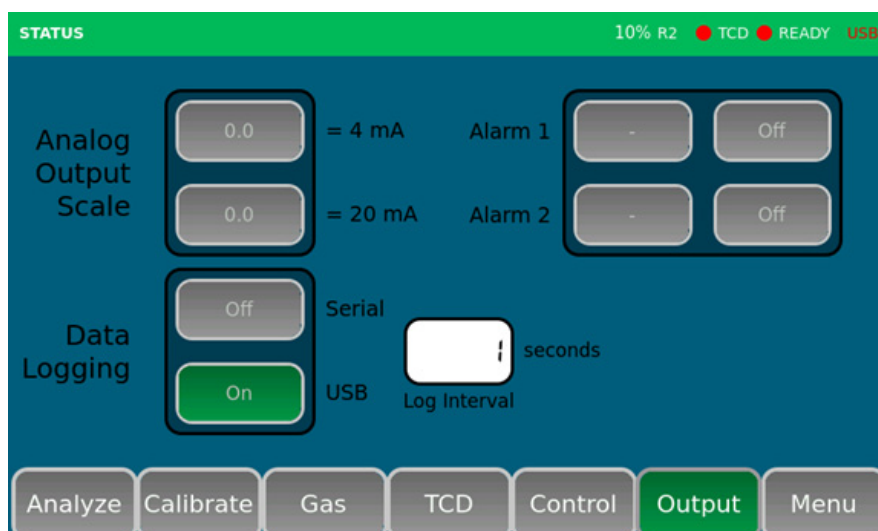 STATUS 10% R2 TCD READY USB
Analog
Output
Scale
0.0 = 4 mA
0.0 = 20 mA
Alarm 1 - Off
Alarm 2 - Off
Data
Logging
Off Serial
On USB
1 seconds
Log Interval
Analyze Calibrate Gas TCD Control Output Menu